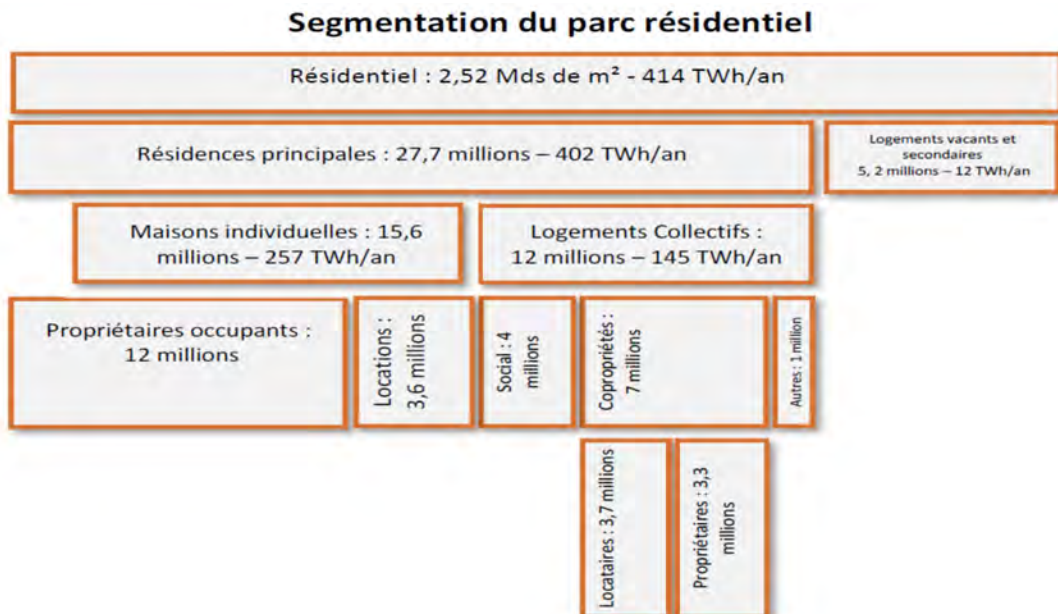 Segmentation du parc résidentiel
Résidentiel : 2,52 Mds de m² - 414 TWh/an
Résidences principales : 27,7 millions – 402 TWh/an
Logements vacants et
secondaires
5, 2 millions – 12 TWh/an
Maisons individuelles : 15,6
millions – 257 TWh/an
Logements Collectifs :
12 millions – 145 TWh/an
Propriétaires occupants :
12 millions
Locations :
3,6 millions
Social : 4
millions
Copropriétés :
7 millions
Autres : 1 million
Locataires : 3,7 millions
Propriétaires : 3,3
millions